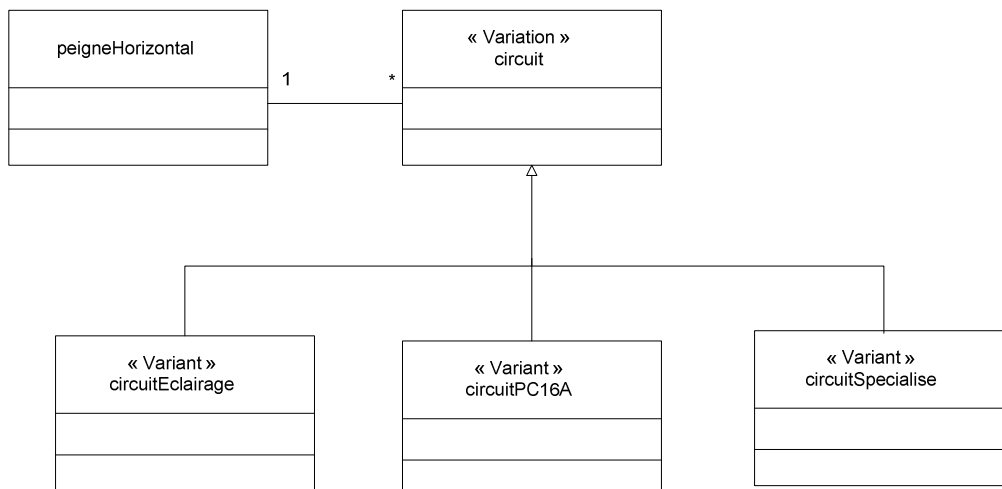 peigneHorizontal
« Variation »
circuit
1
*
« Variant »
circuitEclairage
« Variant »
circuitPC16A
« Variant »
circuitSpecialise